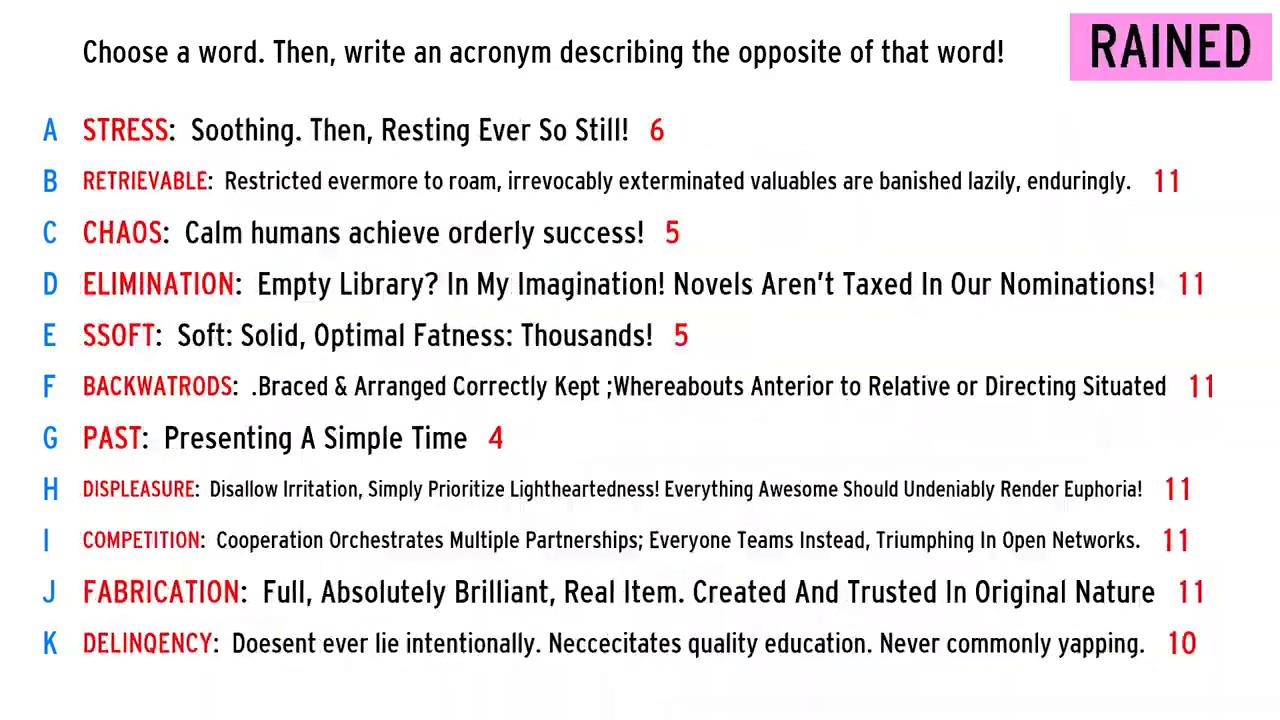 Choose a word. Then, write an acronym describing the opposite of that word!
RAINED
A STRESS: Soothing. Then, Resting Ever So Still! 6
B RETRIEVABLE: Restricted evermore to roam, irrevocably exterminated valuables are banished lazily, enduringly. 11
C CHAOS: Calm humans achieve orderly success! 5
D ELIMINATION: Empty Library? In My Imagination! Novels Aren't Taxed In Our Nominations! 11
E SSOFT: Soft: Solid, Optimal Fatness: Thousands! 5
F BACKWATRODS: .Braced & Arranged Correctly Kept ;Whereabouts Anterior to Relative or Directing Situated 11
G PAST: Presenting A Simple Time 4
H DISPLEASURE: Disallow Irritation, Simply Prioritize Lightheartedness! Everything Awesome Should Undeniably Render Euphoria! 11
I COMPETITION: Cooperation Orchestrates Multiple Partnerships; Everyone Teams Instead, Triumphing In Open Networks. 11
J FABRICATION: Full, Absolutely Brilliant, Real Item. Created And Trusted In Original Nature 11
K DELINQENCY: Doesent ever lie intentionally. Neccecitates quality education. Never commonly yapping. 10